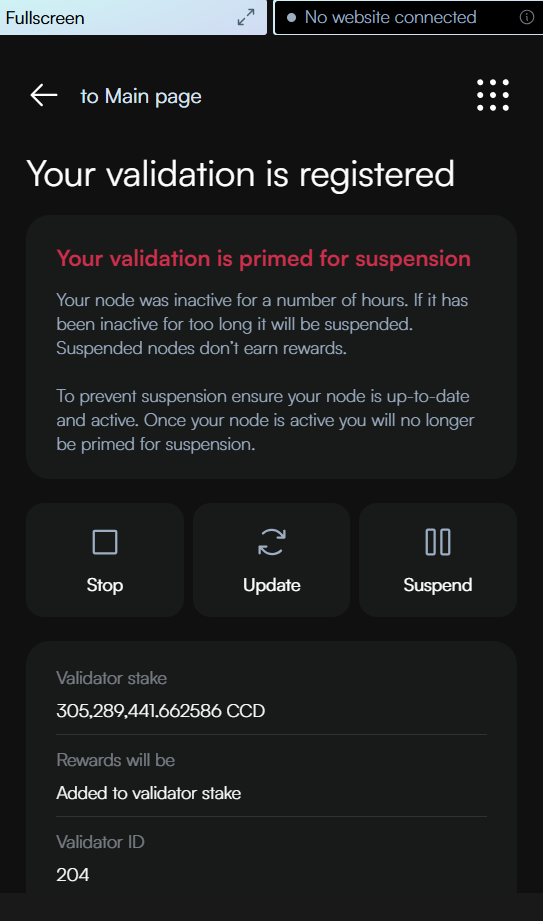 Fullscreen
No website connected
to Main page
Your validation is registered
Your validation is primed for suspension
Your node was inactive for a number of hours. If it has
been inactive for too long it will be suspended.
Suspended nodes don't earn rewards.
To prevent suspension ensure your node is up-to-date
and active. Once your node is active you will no longer
be primed for suspension.
Stop
Update
Suspend
Validator stake
305,289,441.662586 CCD
Rewards will be
Added to validator stake
Validator ID
204